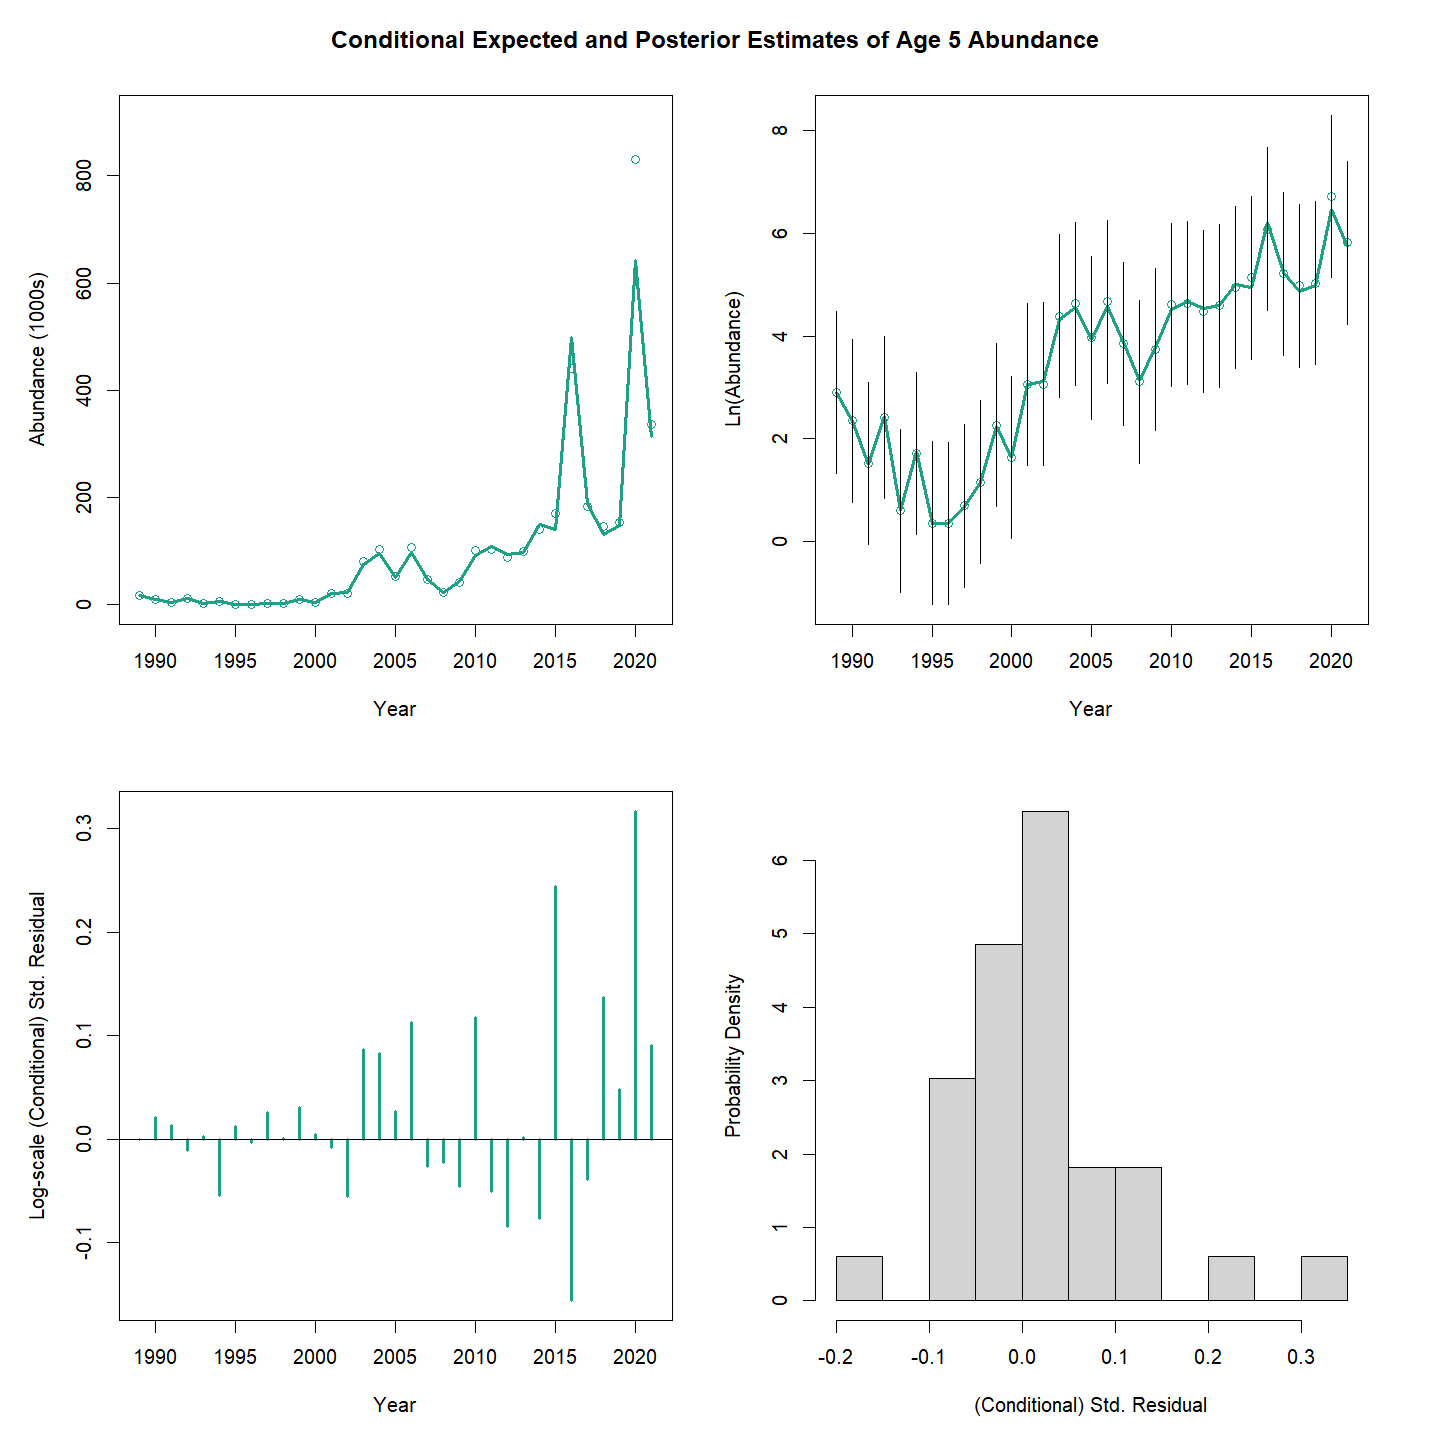 Conditional Expected and Posterior Estimates of Age 5 Abundance
Abundance (1000s)
800
600
400
200
0
1990 1995 2000 2005 2010 2015 2020
Year
Ln(Abundance)
8
6
4
2
0
1990 1995 2000 2005 2010 2015 2020
Year
Log-scale (Conditional) Std. Residual
0.3
0.2
0.1
0.0
-0.1
1990 1995 2000 2005 2010 2015 2020
Year
Probability Density
6
5
4
3
2
1
0
-0.2 -0.1 0.0 0.1 0.2 0.3
(Conditional) Std. Residual